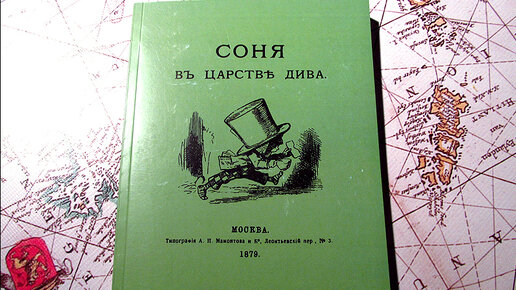 СОНЯ
ВЪ ЦАРСТВѢ ДИВА.
МОСКВА.
Типографія А. И. Мамонтова и Кº, Леонтьевскій пер., № 5
1879.